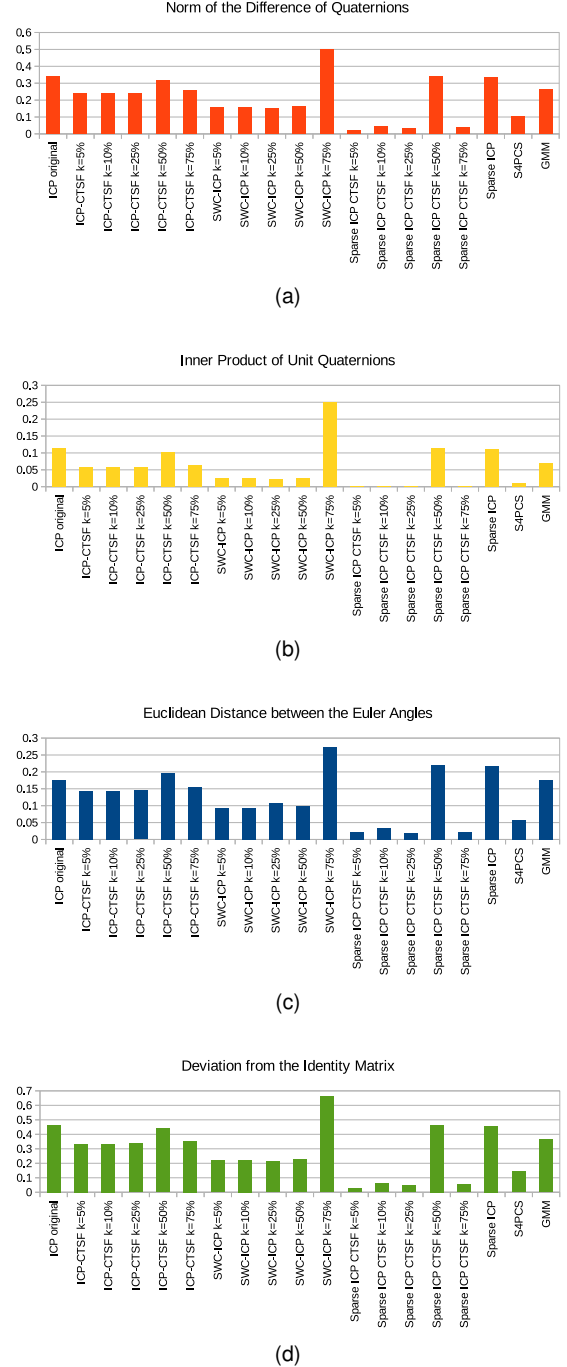 Norm of the Difference of Quaternions
0.6
0.5
0.4
0.3
0.2
0.1
0
ICP original
ICP-CTSF k=5%
ICP-CTSF k=10%
ICP-CTSF k=25%
ICP-CTSF k=50%
ICP-CTSF k=75%
SWC-ICP k=5%
SWC-ICP k=10%
SWC-ICP k=25%
SWC-ICP k=50%
SWC-ICP k=75%
Sparse ICP CTSF k=5%
Sparse ICP CTSF k=10%
Sparse ICP CTSF k=25%
Sparse ICP CTSF k=50%
Sparse ICP CTSF k=75%
Sparse ICP
S4PCS
GMM
(a)
Inner Product of Unit Quaternions
0.3
0.25
0.2
0.15
0.1
0.05
0
ICP original
ICP-CTSF k=5%
ICP-CTSF k=10%
ICP-CTSF k=25%
ICP-CTSF k=50%
ICP-CTSF k=75%
SWC-ICP k=5%
SWC-ICP k=10%
SWC-ICP k=25%
SWC-ICP k=50%
SWC-ICP k=75%
Sparse ICP CTSF k=5%
Sparse ICP CTSF k=10%
Sparse ICP CTSF k=25%
Sparse ICP CTSF k=50%
Sparse ICP CTSF k=75%
Sparse ICP
S4PCS
GMM
(b)
Euclidean Distance between the Euler Angles
0.3
0.25
0.2
0.15
0.1
0.05
0
ICP original
ICP-CTSF k=5%
ICP-CTSF k=10%
ICP-CTSF k=25%
ICP-CTSF k=50%
ICP-CTSF k=75%
SWC-ICP k=5%
SWC-ICP k=10%
SWC-ICP k=25%
SWC-ICP k=50%
SWC-ICP k=75%
Sparse ICP CTSF k=5%
Sparse ICP CTSF k=10%
Sparse ICP CTSF k=25%
Sparse ICP CTSF k=50%
Sparse ICP CTSF k=75%
Sparse ICP
S4PCS
GMM
(c)
Deviation from the Identity Matrix
0.7
0.6
0.5
0.4
0.3
0.2
0.1
0
ICP original
ICP-CTSF k=5%
ICP-CTSF k=10%
ICP-CTSF k=25%
ICP-CTSF k=50%
ICP-CTSF k=75%
SWC-ICP k=5%
SWC-ICP k=10%
SWC-ICP k=25%
SWC-ICP k=50%
SWC-ICP k=75%
Sparse ICP CTSF k=5%
Sparse ICP CTSF k=10%
Sparse ICP CTSF k=25%
Sparse ICP CTSF k=50%
Sparse ICP CTSF k=75%
Sparse ICP
S4PCS
GMM
(d)